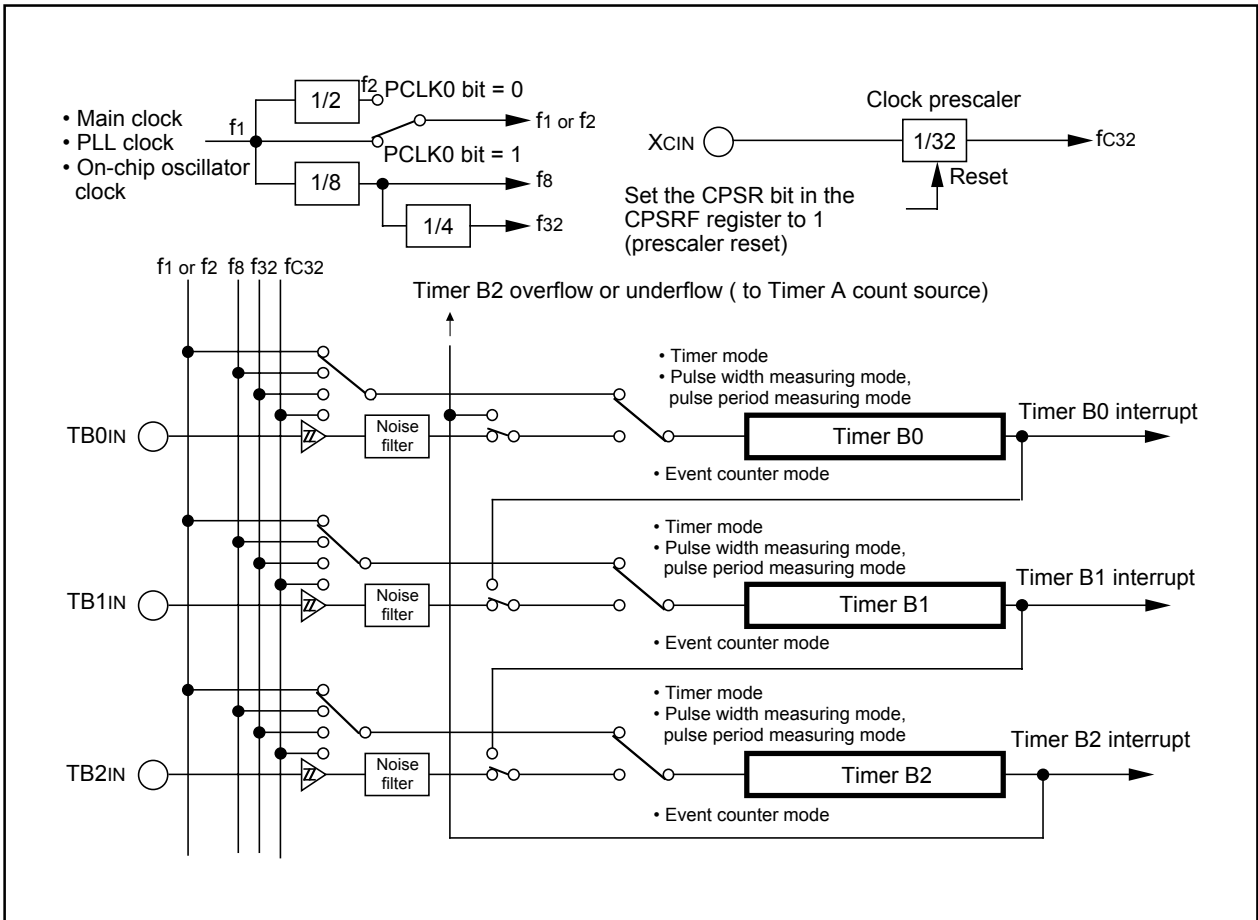 f2 PCLK0 bit = 0
1/2
• Main clock
• PLL clock
• On-chip oscillator
clock
f1
f1 or f2
PCLK0 bit = 1
1/8
f8
1/4
f32
Clock prescaler
XCIN
1/32
fC32
Reset
Set the CPSR bit in the
CPSRF register to 1
(prescaler reset)
f1 or f2 f8 f32 fC32
Timer B2 overflow or underflow ( to Timer A count source)
• Timer mode
• Pulse width measuring mode,
pulse period measuring mode
TB0IN
Noise
filter
Timer B0
Timer B0 interrupt
• Event counter mode
• Timer mode
• Pulse width measuring mode,
pulse period measuring mode
TB1IN
Noise
filter
Timer B1
Timer B1 interrupt
• Event counter mode
• Timer mode
• Pulse width measuring mode,
pulse period measuring mode
TB2IN
Noise
filter
Timer B2
Timer B2 interrupt
• Event counter mode